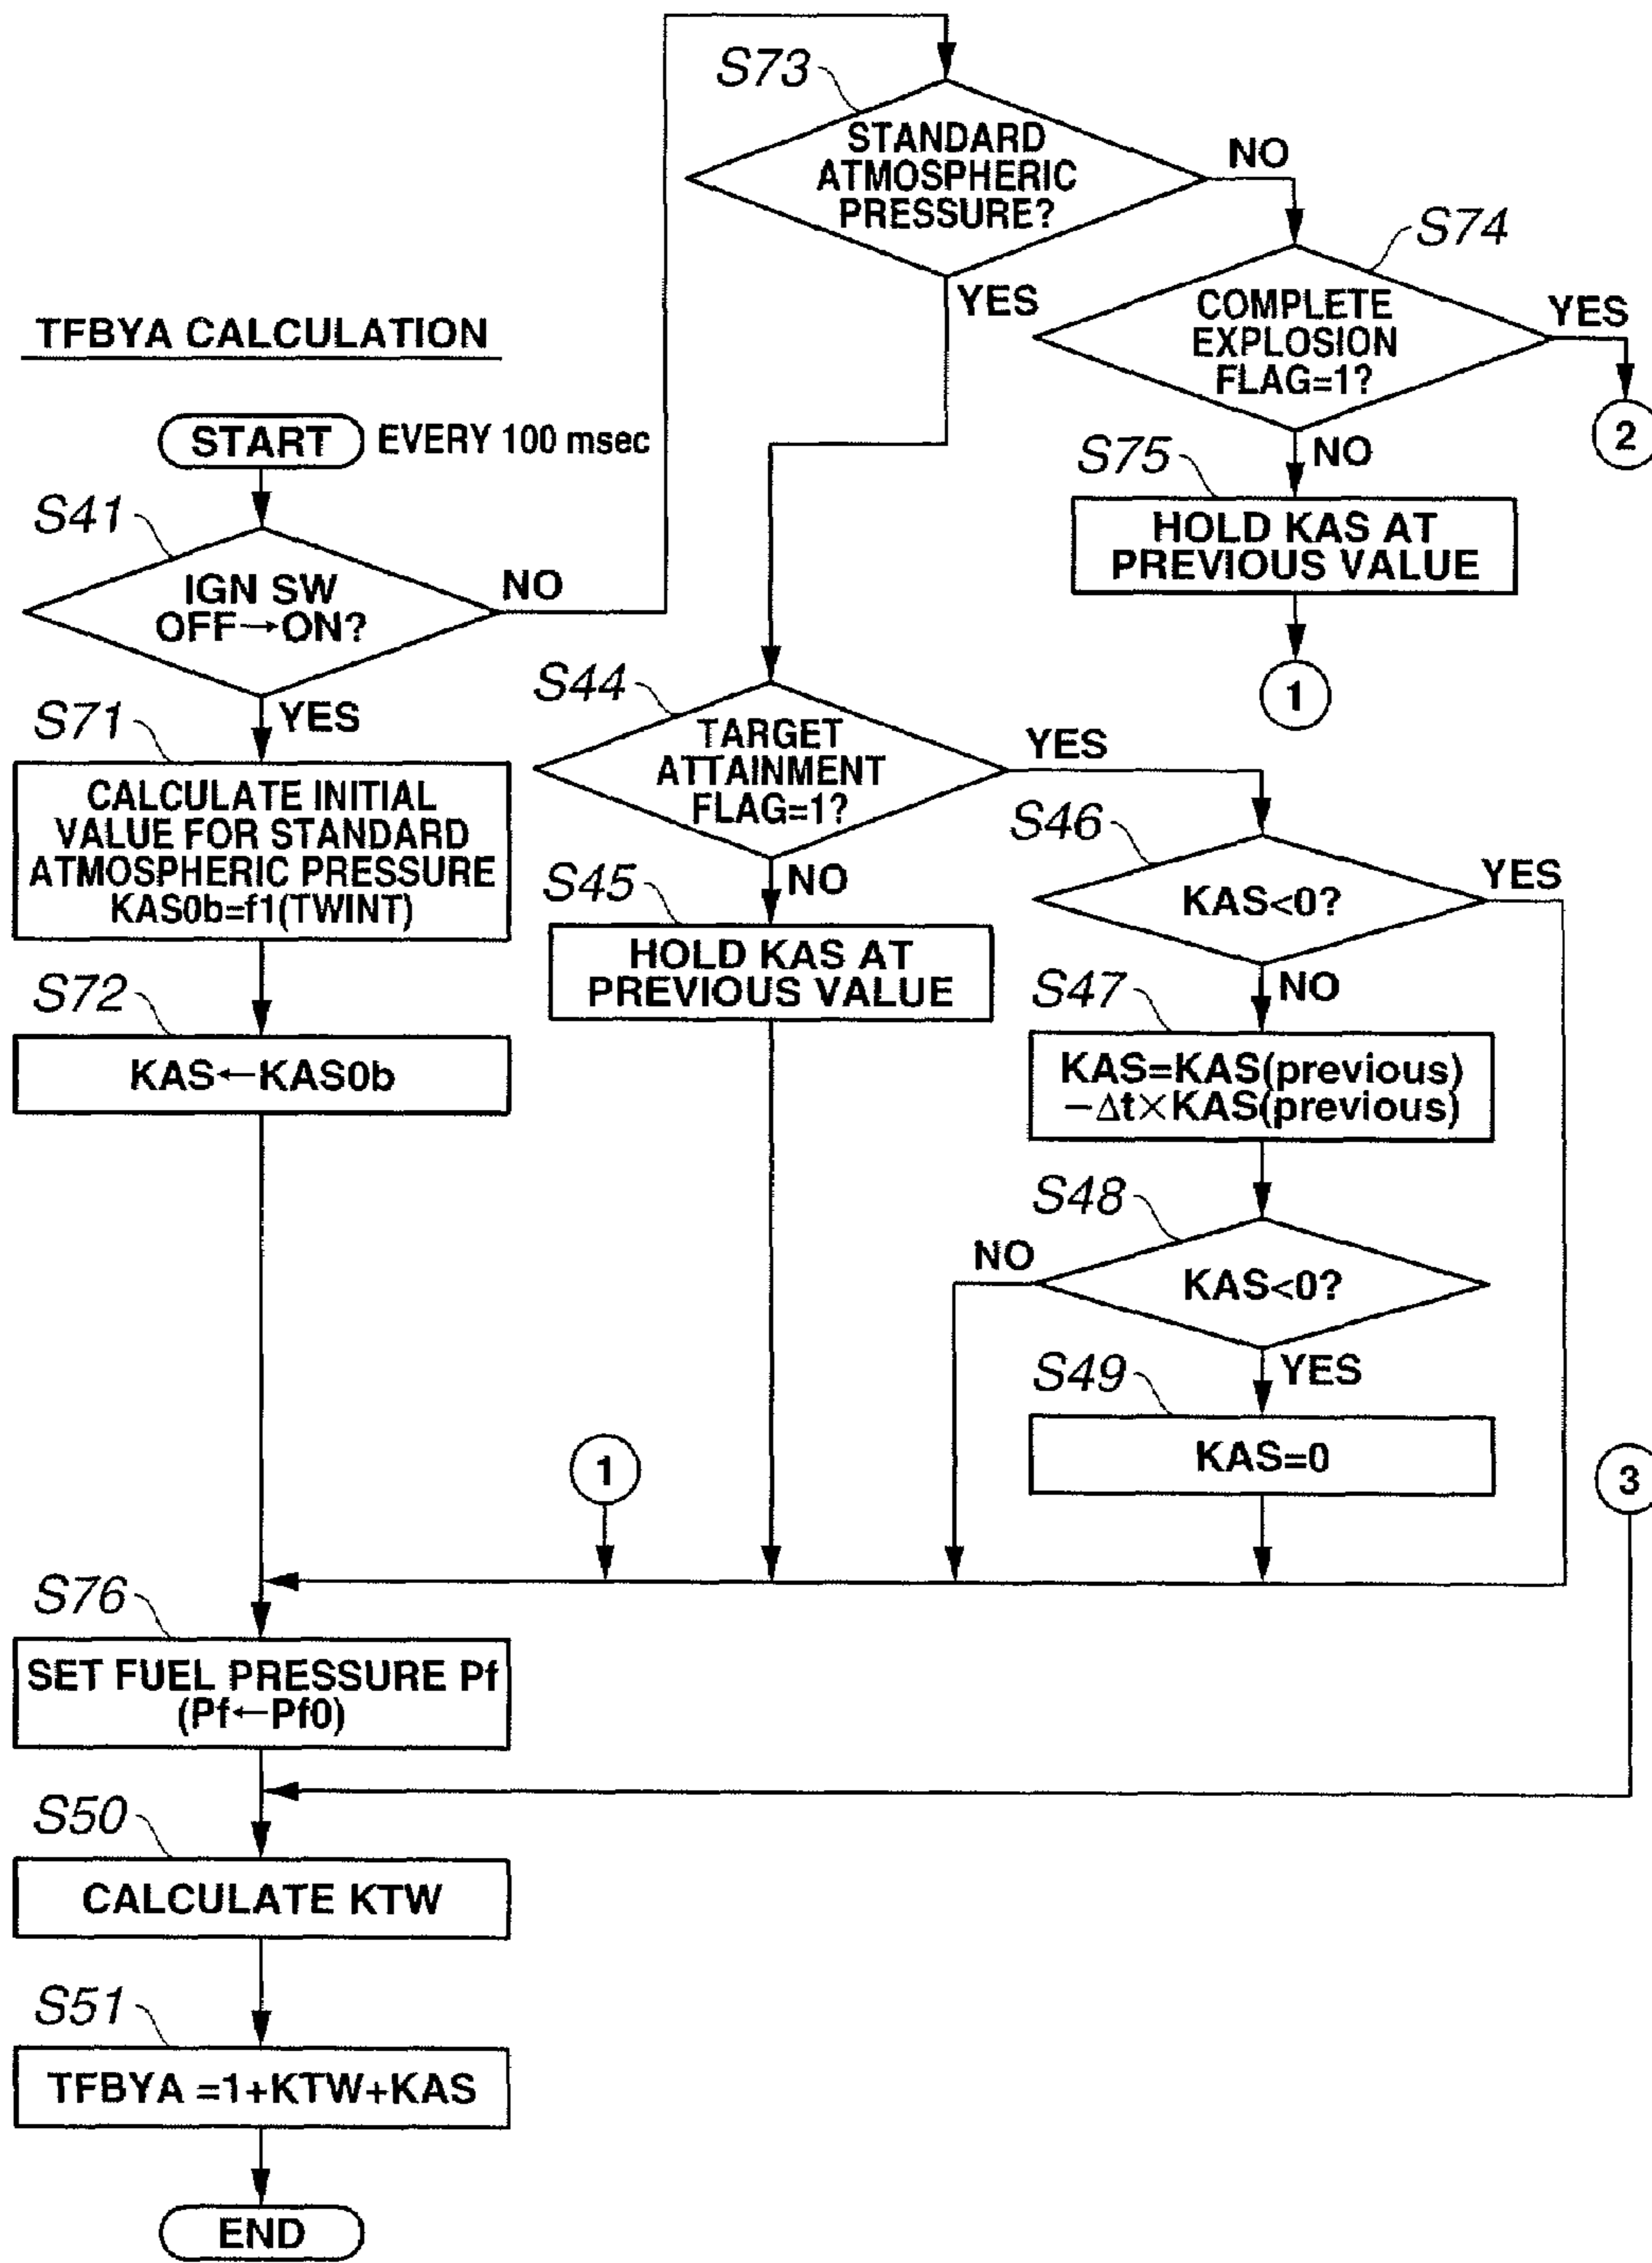 TFBYA CALCULATION
START
EVERY 100 msec
S41
IGN SW
OFF→ON?
NO
YES
S71
CALCULATE INITIAL
VALUE FOR STANDARD
ATMOSPHERIC PRESSURE
KAS0b=f1(TWINT)
S72
KAS←KAS0b
S73
STANDARD
ATMOSPHERIC
PRESSURE?
NO
YES
S74
COMPLETE
EXPLOSION
FLAG=1?
YES
2
NO
S75
HOLD KAS AT
PREVIOUS VALUE
1
S44
TARGET
ATTAINMENT
FLAG=1?
YES
NO
S45
HOLD KAS AT
PREVIOUS VALUE
S46
KAS<0?
YES
NO
S47
KAS=KAS(previous)
−Δt×KAS(previous)
S48
KAS<0?
NO
YES
S49
KAS=0
1
3
S76
SET FUEL PRESSURE Pf
(Pf←Pf0)
S50
CALCULATE KTW
S51
TFBYA =1+KTW+KAS
END